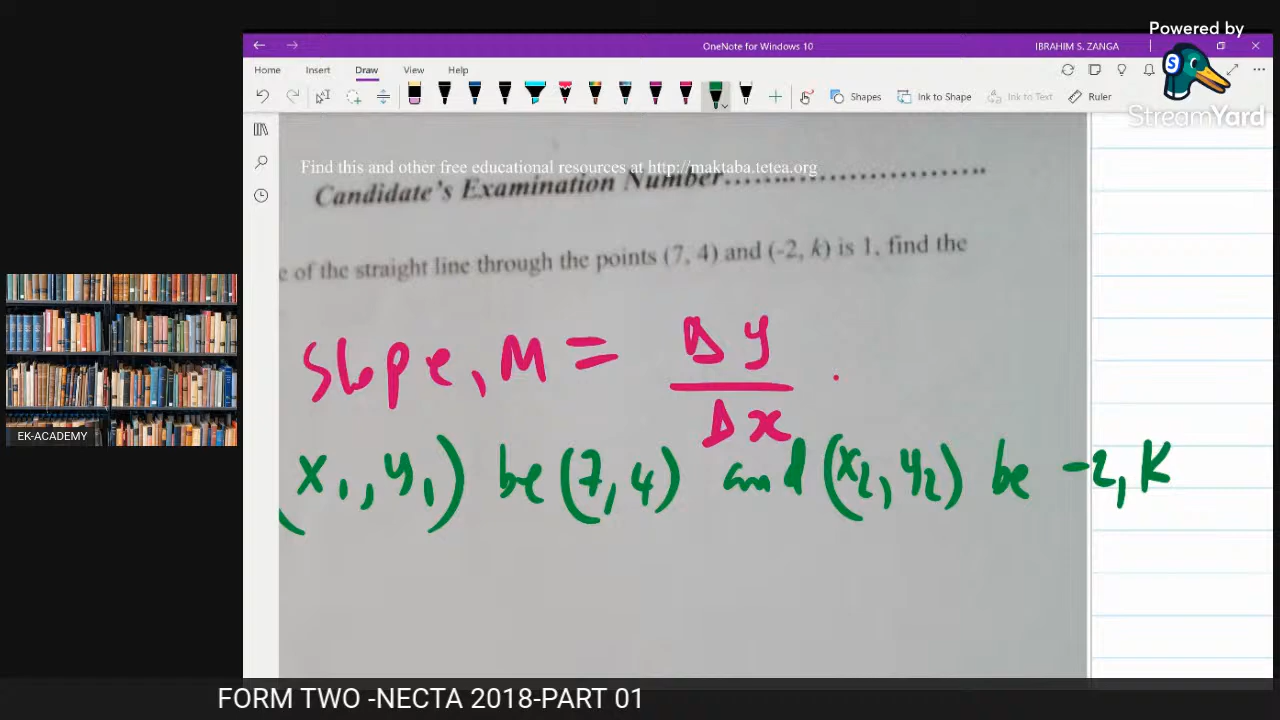 Powered by
StreamYard
OneNote for Windows 10
IBRAHIM S. ZANGA
Home Insert Draw View Help
Shapes Ink to Shape Ink to Text Ruler
Find this and other free educational resources at http://maktaba.tetea.org
Candidate's Examination Number
e of the straight line through the points (7, 4) and (-2, k) is 1, find the
Slope, M = Δy
Δx
(x₁, y₁) be (7, 4) and (x₂, y₂) be -2, K
EK-ACADEMY
FORM TWO -NECTA 2018-PART 01